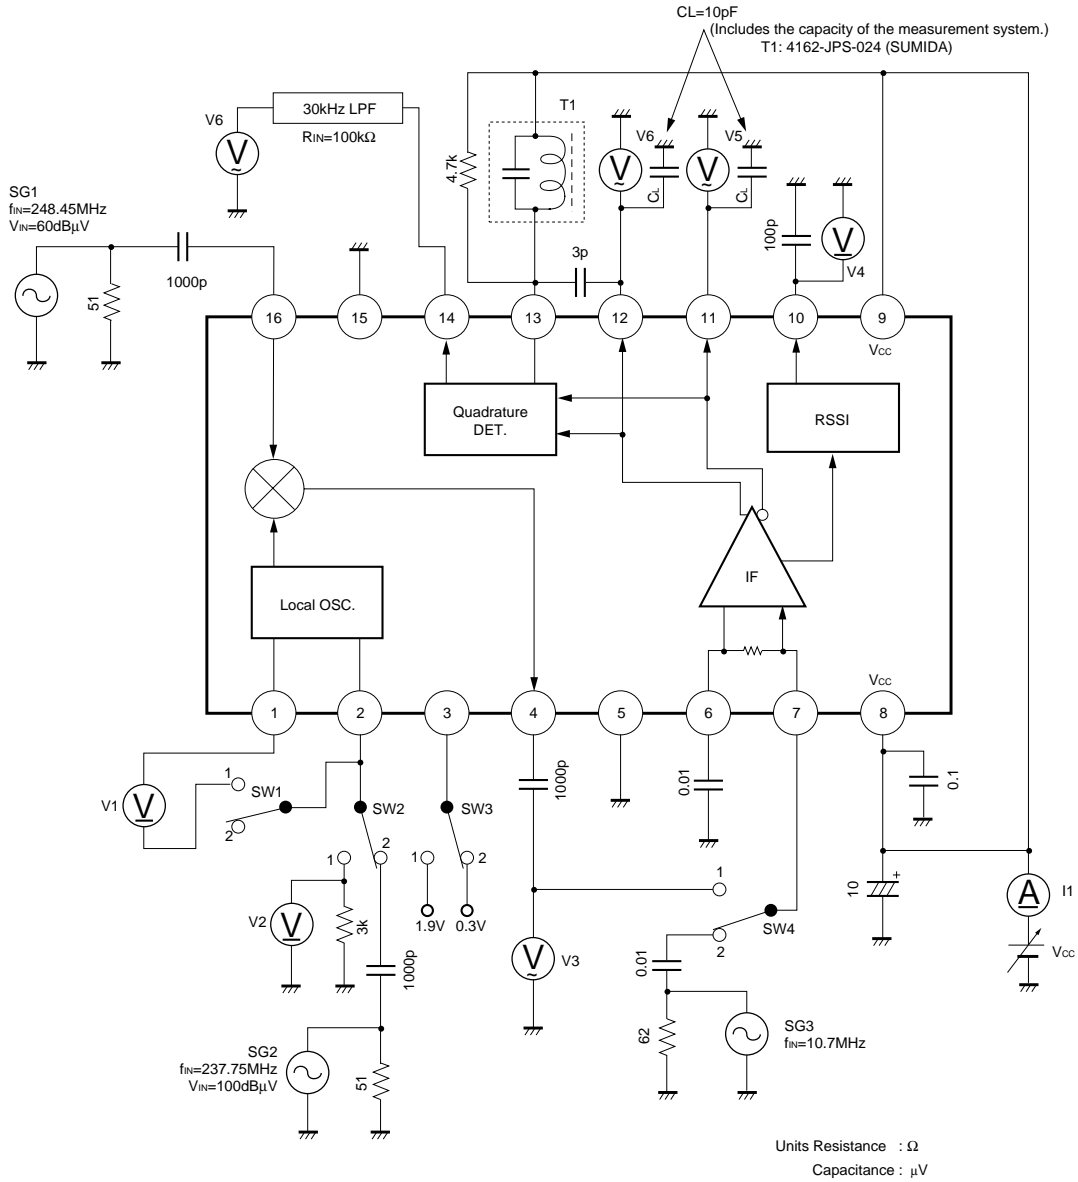 CL=10pF
(Includes the capacity of the measurement system.)
T1: 4162-JPS-024 (SUMIDA)
V6
30kHz LPF
RIN=100kΩ
T1
4.7k
V
~
V6
V
~
CL
V5
V
~
CL
100p
V
V4
SG1
fIN=248.45MHz
VIN=60dBμV
1000p
51
3p
16
15
14
13
12
11
10
9
VCC
Quadrature
DET.
RSSI
IF
Local OSC.
VCC
1
2
3
4
5
6
7
8
V1
V
1
SW1
2
SW2
1
2
SW3
1
2
1.9V
0.3V
V2
V
3k
1000p
SG2
fIN=237.75MHz
VIN=100dBμV
51
1000p
V
~
V3
0.01
1
SW4
2
0.01
62
SG3
fIN=10.7MHz
0.1
10
+
A
I1
VCC
Units Resistance : Ω
Capacitance : μV